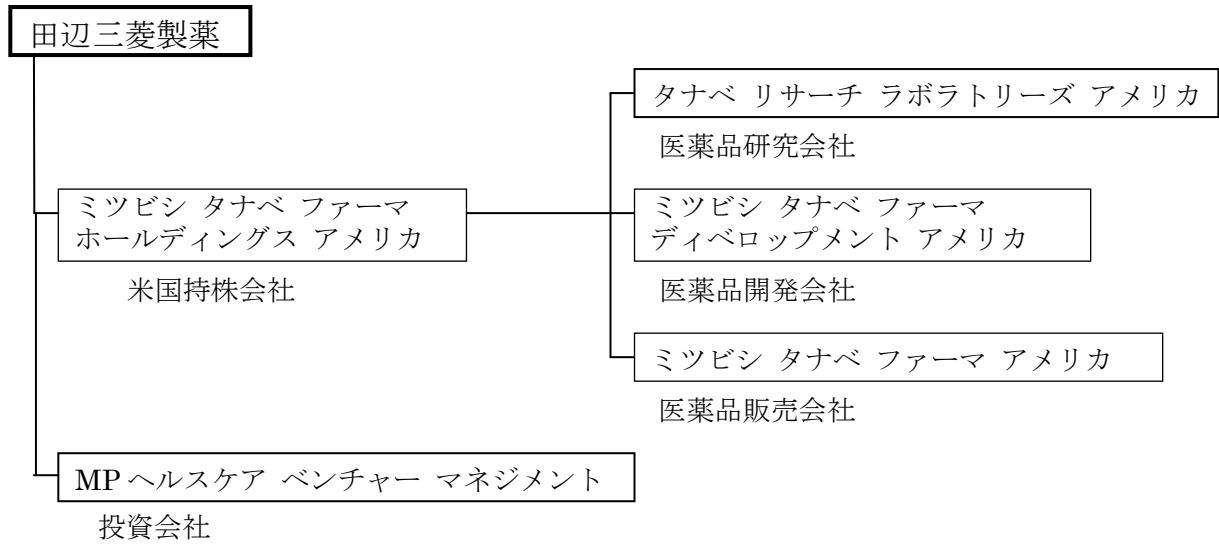 田辺三菱製薬
タナベ リサーチ ラボラトリーズ アメリカ
医薬品研究会社
ミツビシ タナベ ファーマ
ホールディングス アメリカ
米国持株会社
ミツビシ タナベ ファーマ
ディベロップメント アメリカ
医薬品開発会社
ミツビシ タナベ ファーマ アメリカ
医薬品販売会社
MPヘルスケア ベンチャー マネジメント
投資会社